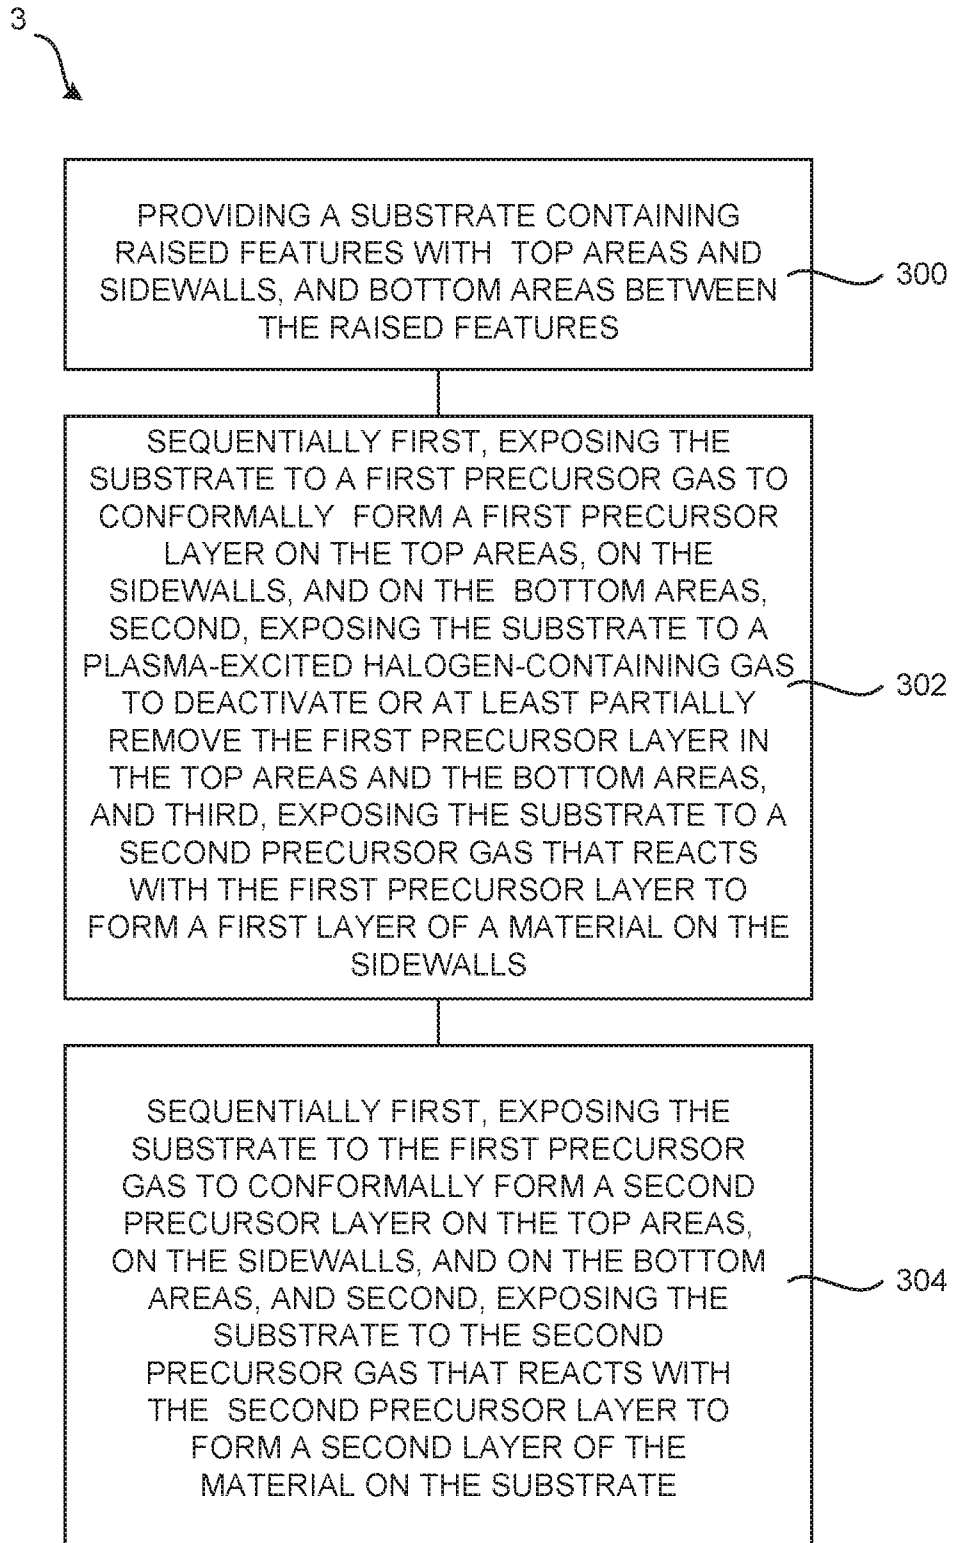 3
PROVIDING A SUBSTRATE CONTAINING
RAISED FEATURES WITH TOP AREAS AND
SIDEWALLS, AND BOTTOM AREAS BETWEEN
THE RAISED FEATURES
300
SEQUENTIALLY FIRST, EXPOSING THE
SUBSTRATE TO A FIRST PRECURSOR GAS TO
CONFORMALLY FORM A FIRST PRECURSOR
LAYER ON THE TOP AREAS, ON THE
SIDEWALLS, AND ON THE BOTTOM AREAS,
SECOND, EXPOSING THE SUBSTRATE TO A
PLASMA-EXCITED HALOGEN-CONTAINING GAS
TO DEACTIVATE OR AT LEAST PARTIALLY
REMOVE THE FIRST PRECURSOR LAYER IN
THE TOP AREAS AND THE BOTTOM AREAS,
AND THIRD, EXPOSING THE SUBSTRATE TO A
SECOND PRECURSOR GAS THAT REACTS
WITH THE FIRST PRECURSOR LAYER TO
FORM A FIRST LAYER OF A MATERIAL ON THE
SIDEWALLS
302
SEQUENTIALLY FIRST, EXPOSING THE
SUBSTRATE TO THE FIRST PRECURSOR
GAS TO CONFORMALLY FORM A SECOND
PRECURSOR LAYER ON THE TOP AREAS,
ON THE SIDEWALLS, AND ON THE BOTTOM
AREAS, AND SECOND, EXPOSING THE
SUBSTRATE TO THE SECOND
PRECURSOR GAS THAT REACTS WITH
THE SECOND PRECURSOR LAYER TO
FORM A SECOND LAYER OF THE
MATERIAL ON THE SUBSTRATE
304